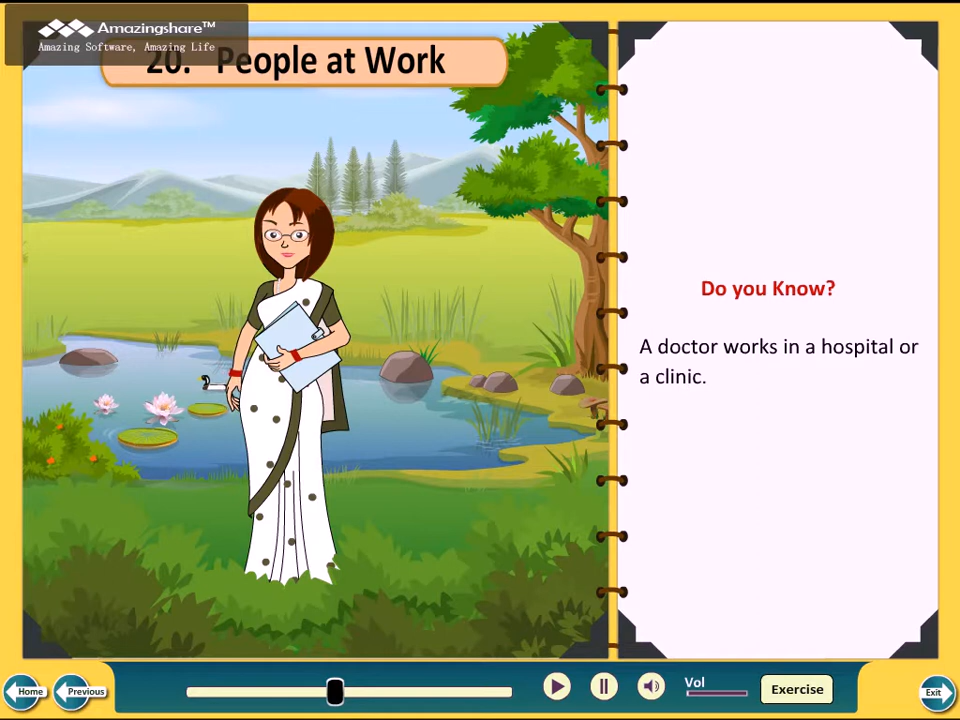 Amazingshare™
Amazing Software, Amazing Life
20. People at Work
Do you Know?
A doctor works in a hospital or
a clinic.
Home
Previous
Vol
Exercise
Exit